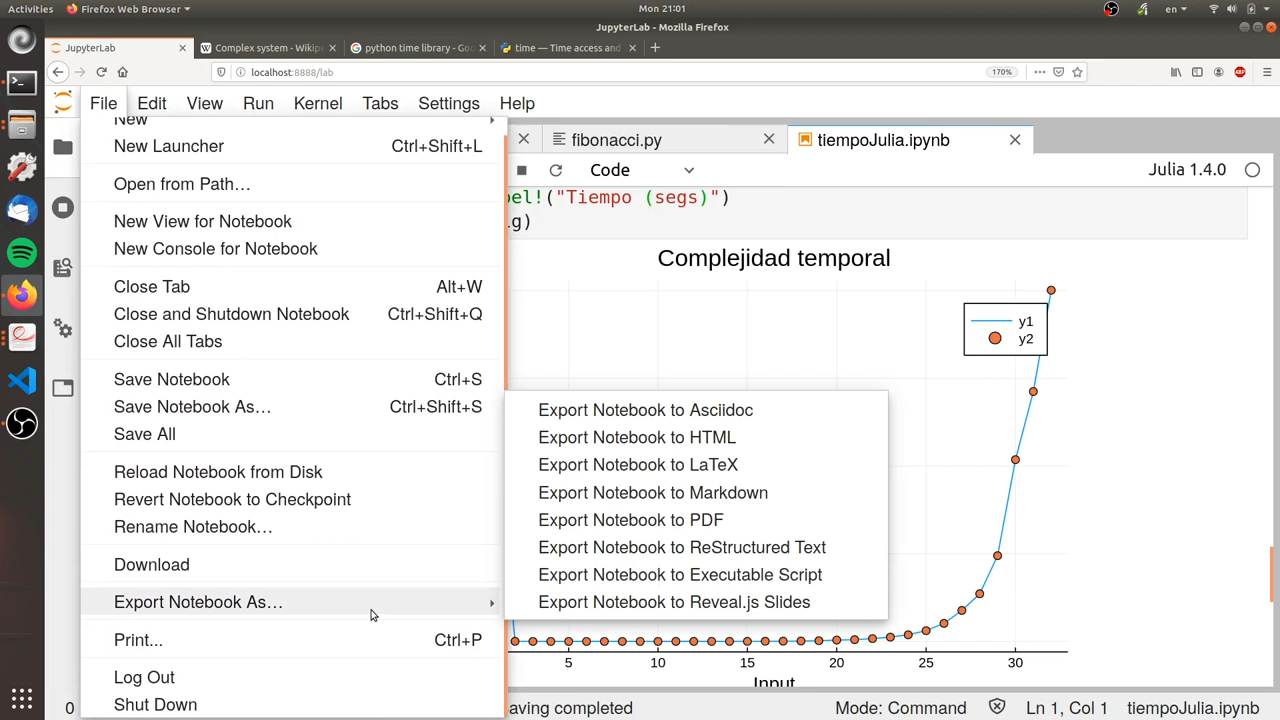 Activities Firefox Web Browser Mon 21:01 en
JupyterLab - Mozilla Firefox
JupyterLab Complex system - Wikipe python time library - Goo time — Time access and
localhost:8888/lab 170% ABP
File Edit View Run Kernel Tabs Settings Help
New
New Launcher Ctrl+Shift+L
Open from Path…
New View for Notebook
New Console for Notebook
Close Tab Alt+W
Close and Shutdown Notebook Ctrl+Shift+Q
Close All Tabs
Save Notebook Ctrl+S
Save Notebook As… Ctrl+Shift+S
Save All
Reload Notebook from Disk
Revert Notebook to Checkpoint
Rename Notebook…
Download
Export Notebook As…
Print... Ctrl+P
Log Out
Shut Down
Export Notebook to Asciidoc
Export Notebook to HTML
Export Notebook to LaTeX
Export Notebook to Markdown
Export Notebook to PDF
Export Notebook to ReStructured Text
Export Notebook to Executable Script
Export Notebook to Reveal.js Slides
fibonacci.py tiempoJulia.ipynb
Code Julia 1.4.0
bel!("Tiempo (segs)")
g)
Complejidad temporal
y1
y2
5 10 15 20 25 30
Input
0 aving completed Mode: Command Ln 1, Col 1 tiempoJulia.ipynb